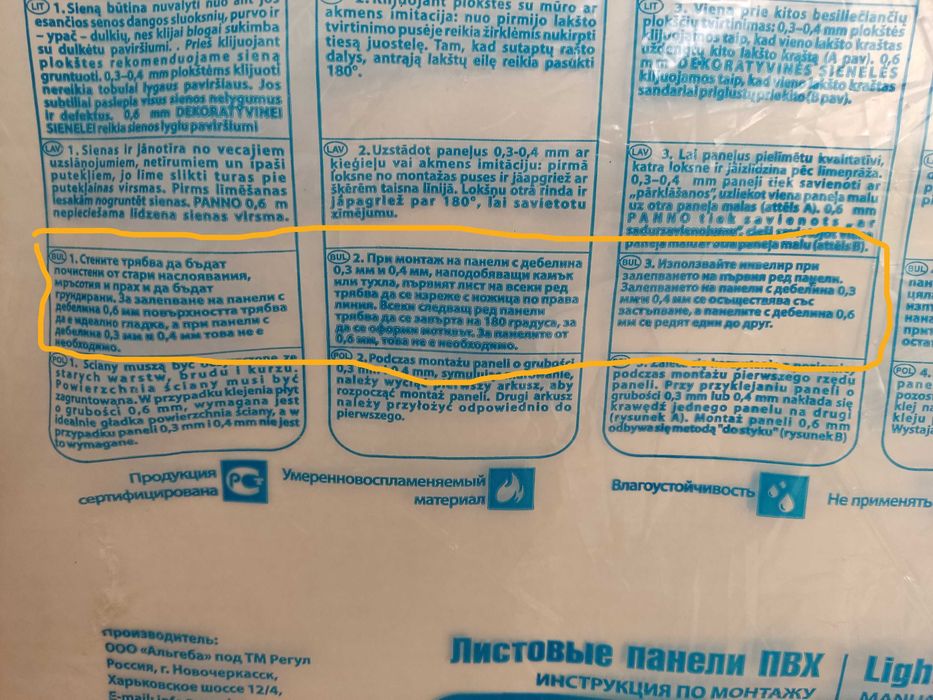 LIT 1. Sieną būtina nuvalyti nuo ant jos
esančios senos dangos sluoksnių, purvo ir
- ypač - dulkių, nes klijai blogai sukimba
su dulkėtu paviršiumi. Prieš klijuojant
plokštes rekomenduojame sieną
gruntuoti. 0,3-0,4 mm plokštėms klijuoti
nereikia tobulai lygaus paviršiaus. Jos
subtiliai paslepia visus sienos nelygumus
ir defektus. 0,6 mm DEKORATYVINEI
SIENELEI reikia sienos lygiu paviršiumi
LAV 1. Sienas ir jānotīra no vecajiem
uzslāņojumiem, netīrumiem un īpaši
putekļiem, jo līme slikti turas pie
putekļainas virsmas. Pirms līmēšanas
iesakām nogruntēt sienas. PANNO 0,6 m
nepieciešama līdzena sienas virsma.
BUL 1. Стените трябва да бъдат
почистени от стари наслоявания,
мръсотия и прах и да бъдат
грундирани. За залепване на панели с
дебелина 0,6 мм повърхността трябва
да е идеално гладка, а при панели с
дебелина 0,3 мм и 0,4 мм това не е
необходимо.
POL 1. Ściany muszą być
starych warstw, brudu i kurzu.
Powierzchnia ściany musi być
zagruntowana. W przypadku klejenia płyt
o grubości 0,6 mm, wymagana jest
idealnie gładka powierzchnia ściany, a w
przypadku paneli 0,3 mm i 0,4 mm nie jest
to wymagane.
2. Klijuojant plokštes su mūro ar
akmens imitacija: nuo pirmojo lakšto
tvirtinimo pusėje reikia žirklėmis nukirpti
tiesą juostelę. Tam, kad sutaptų rašto
dalys, antrąją lakštų eilę reikia pasukti
180°.
LAV 2. Uzstādot paneļus 0,3-0,4 mm ar
ķieģeļu vai akmens imitāciju: pirmā
loksne no montāžas puses ir jāapgriež ar
šķērēm taisna līnijā. Lokšņu otrā rinda ir
jāpagriež par 180°, lai savietotu
zīmējumu.
BUL 2. При монтаж на панели с дебелина
0,3 мм и 0,4 мм, наподобяващи камък
или тухла, първият лист на всеки ред
трябва да се нареже с ножица по права
линия. Всеки следващ ред панели
трябва да се завърта на 180 градуса, за
да се оформи мотивът. За панелите от
0,6 мм, това не е необходимо.
POL 2. Podczas montażu paneli o grubości
0,3 mm 0,4 mm,
należy arkusz, aby
rozpocząć montaż paneli. Drugi arkusz
należy przyłożyć odpowiednio do
pierwszego.
LIT 3. Viena prie kitos besiliečiančių
plokščių tvirtinimas: 0,3-0,4 mm plokštės
klijuojamos taip, kad vieno lakšto kraštas
uždengtų kito lakšto kraštą (A pav). 0,6
mm DEKORATYVINĖS SIENELĖS
klijuojamos taip, kad vieno lakšto kraštas
sandariai priglustų prie kito (B pav).
LAV 3. Lai paneļus pielīmētu kvalitatīvi,
katra loksne ir jāizlīdzina pēc līmeņrāža.
0,3-0,4 mm paneļi tiek savienoti ar
„pārklāšanos", uzliekot viena paneļa malu
uz otra paneļa malas (attēls A). 0,6 mm
PANNO tiek savienots ar
paneļa malu ar otra paneļa malu (attēls B).
BUL 3. Използвайте нивелир при
залепването на първия ред панели.
Залепването на панели с дебелина 0,3
мм и 0,4 мм се осъществява със
застъпване, а панелите с дебелина 0,6
мм се редят един до друг.
podczas montażu pierwszego rzędu
paneli. Przy przyklejaniu paneli o
grubości 0,3 mm lub 0,4 mm nakłada się
krawędź jednego panelu na drugi
(rysunek A). Montaż paneli 0,6 mm
odbywa się metodą "do styku" (rysunek B)
BUL 4.
POL 4.
pane
pozos
klej na
kleju
Wystaj
Продукция
сертифицирована
РСТ
Умеренновоспламеняемый
материал
Влагоустойчивость
Не применять
Производитель:
ООО «Альгеба» под ТМ Регул
Россия, г. Новочеркасск,
Харьковское шоссе 12/4,
E-mail:
Листовые панели ПВХ | Ligh
ИНСТРУКЦИЯ ПО МОНТАЖУ